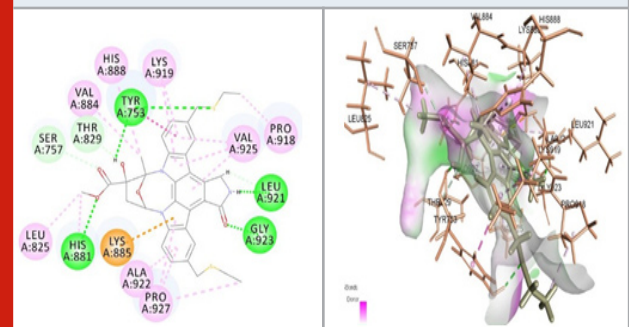 HIS
A:888
LYS
A:919
VAL
A:884
TYR
A:753
THR
A:829
SER
A:757
VAL
A:925
PRO
A:918
LEU
A:921
GLY
A:923
LEU
A:825
HIS
A:881
LYS
A:885
ALA
A:922
PRO
A:927
VAL884
HIS888
SER757
LEU825
LEU921
TYR753
PRO918